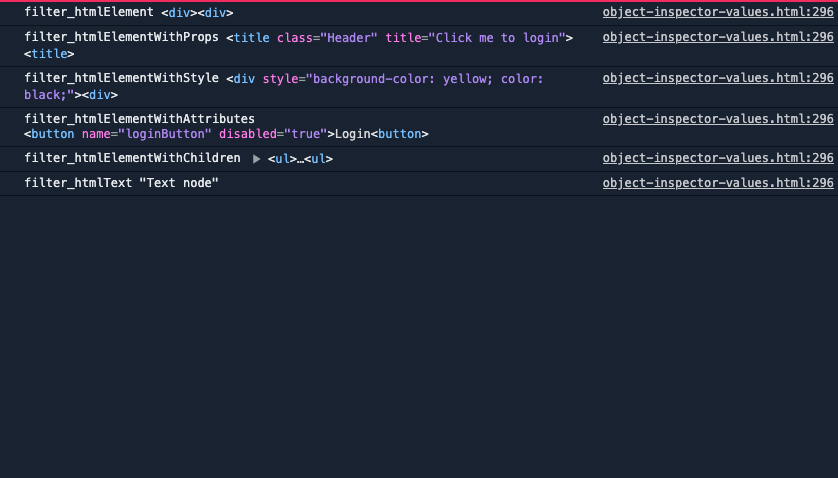 filter_htmlElement <div><div> object-inspector-values.html:296
filter_htmlElementWithProps <title class="Header" title="Click me to login"> object-inspector-values.html:296
<title>
filter_htmlElementWithStyle <div style="background-color: yellow; color: object-inspector-values.html:296
black;"><div>
filter_htmlElementWithAttributes object-inspector-values.html:296
<button name="loginButton" disabled="true">Login<button>
filter_htmlElementWithChildren ▶ <ul>…<ul> object-inspector-values.html:296
filter_htmlText "Text node" object-inspector-values.html:296